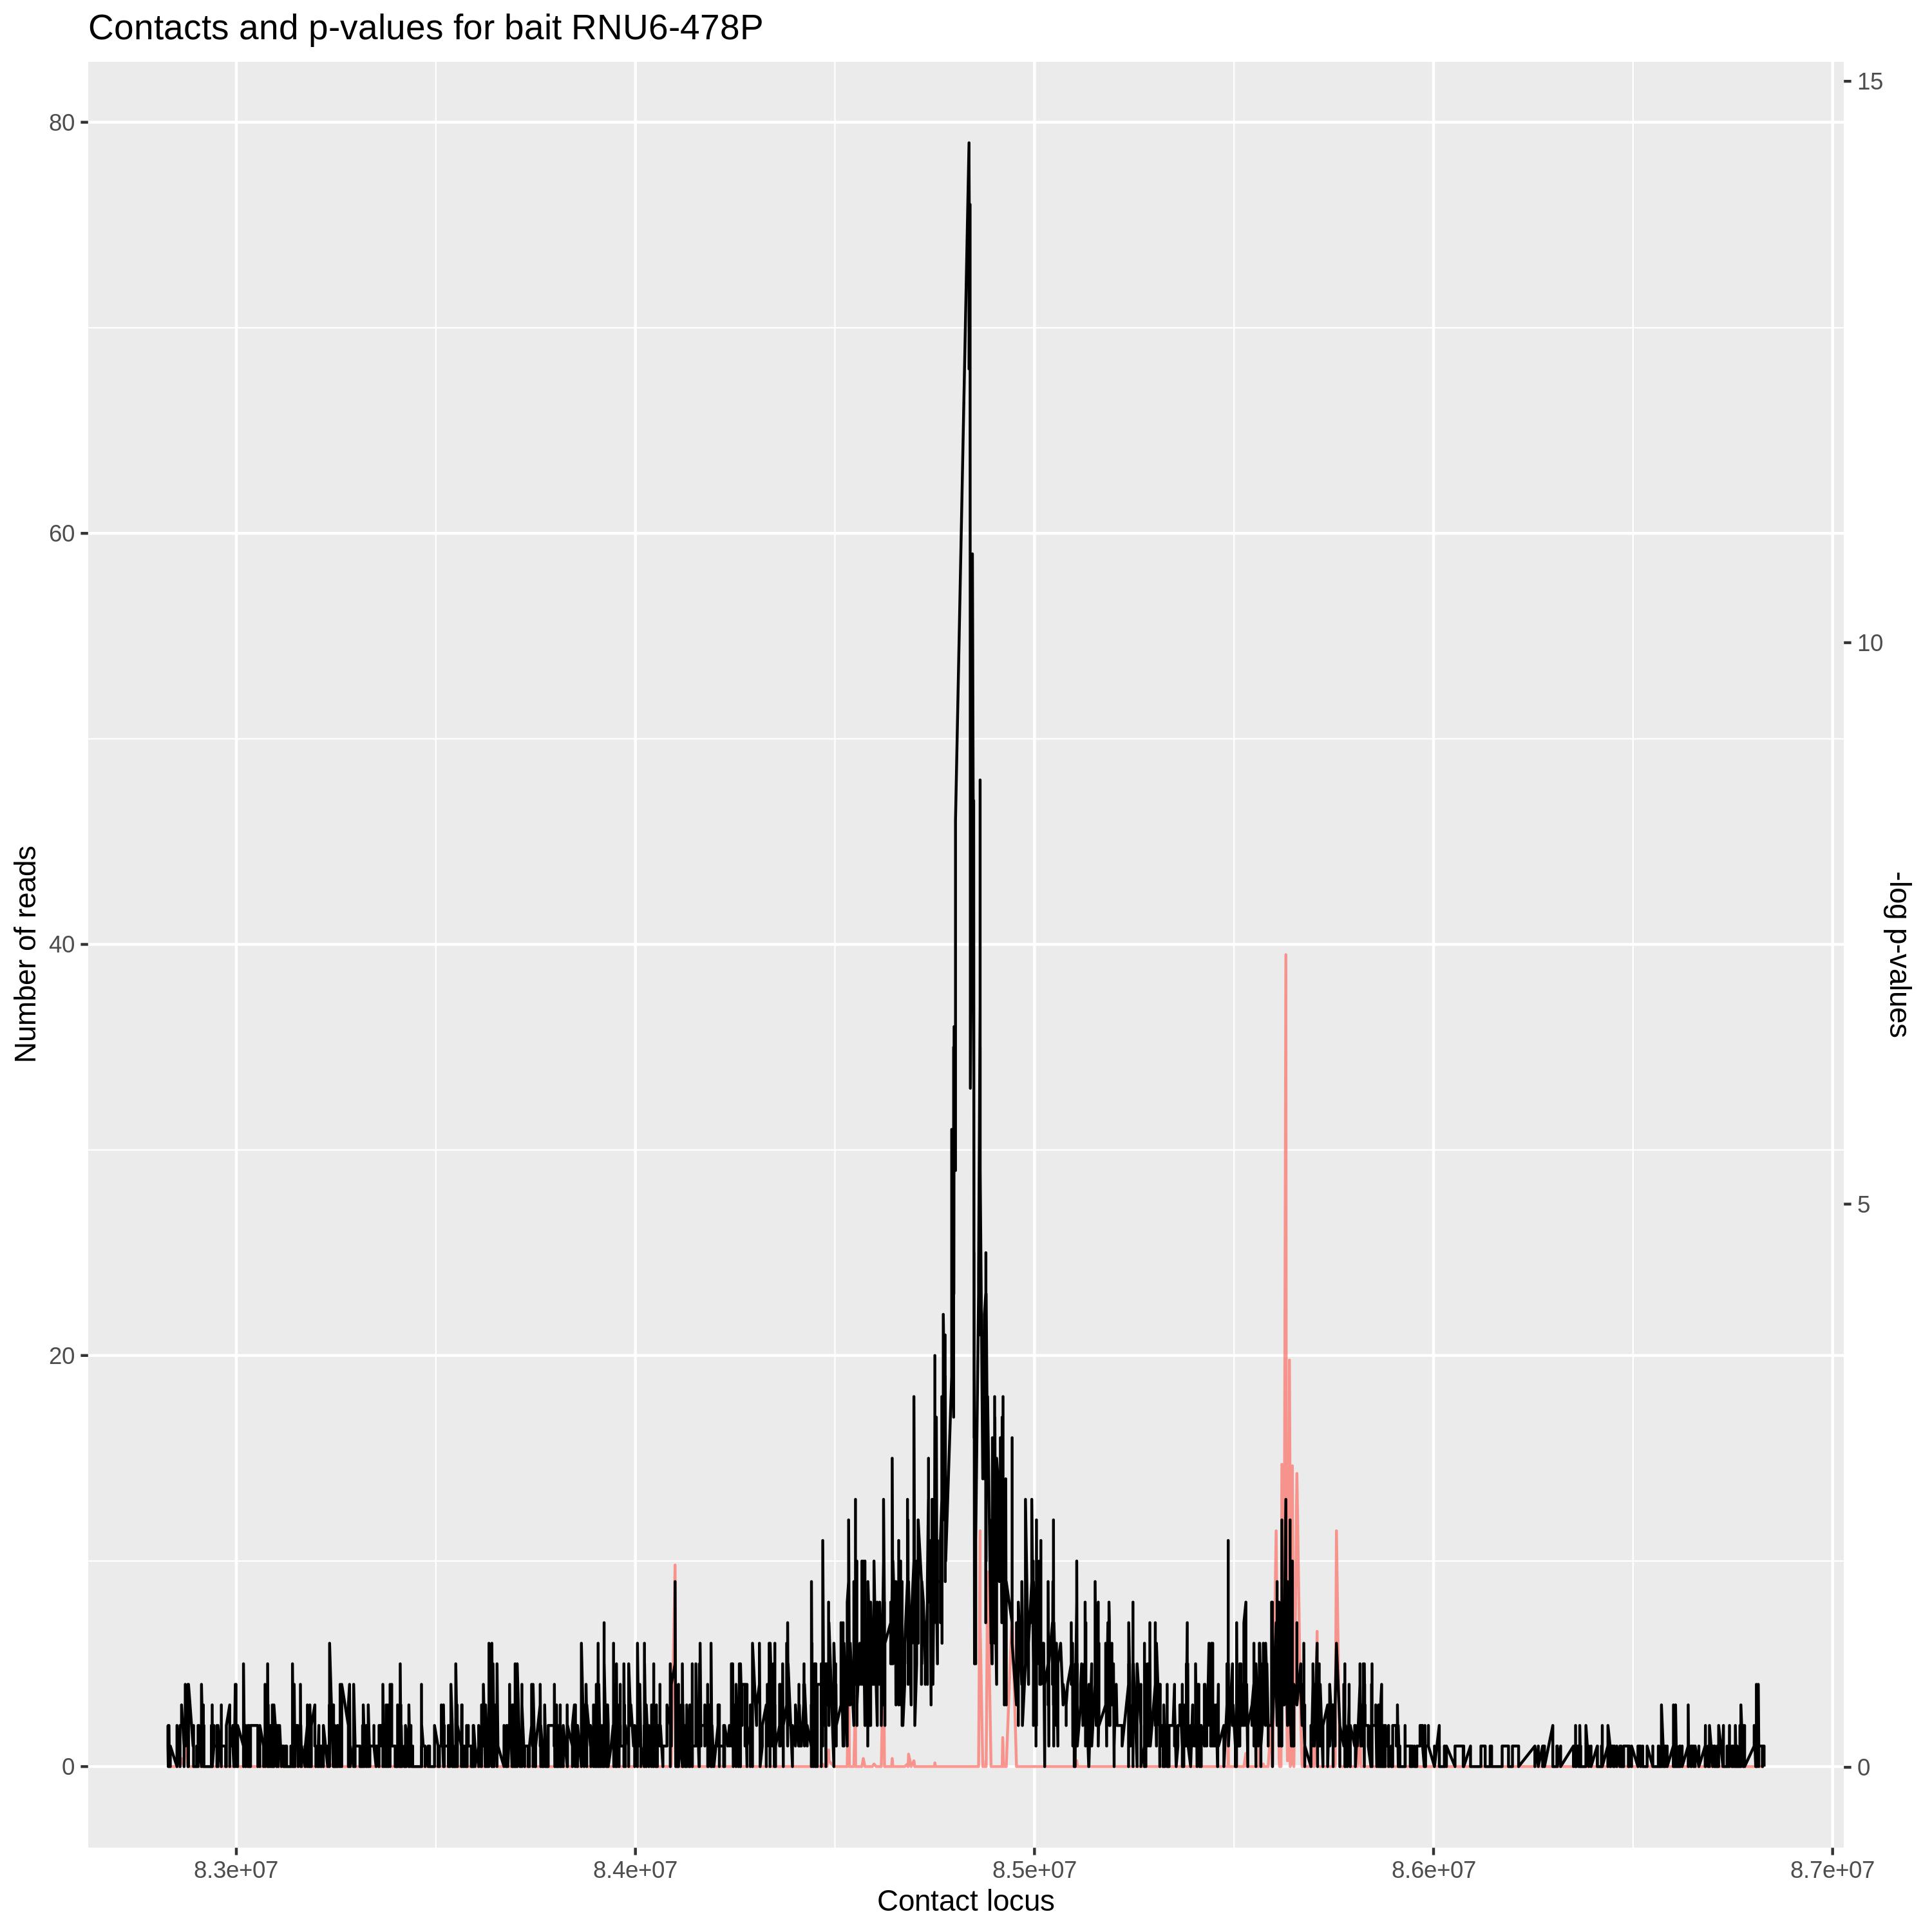 Contacts and p-values for bait RNU6-478P
80
60
40
20
0
Number of reads
15
10
5
0
-log p-values
8.3e+07
8.4e+07
8.5e+07
8.6e+07
8.7e+07
Contact locus